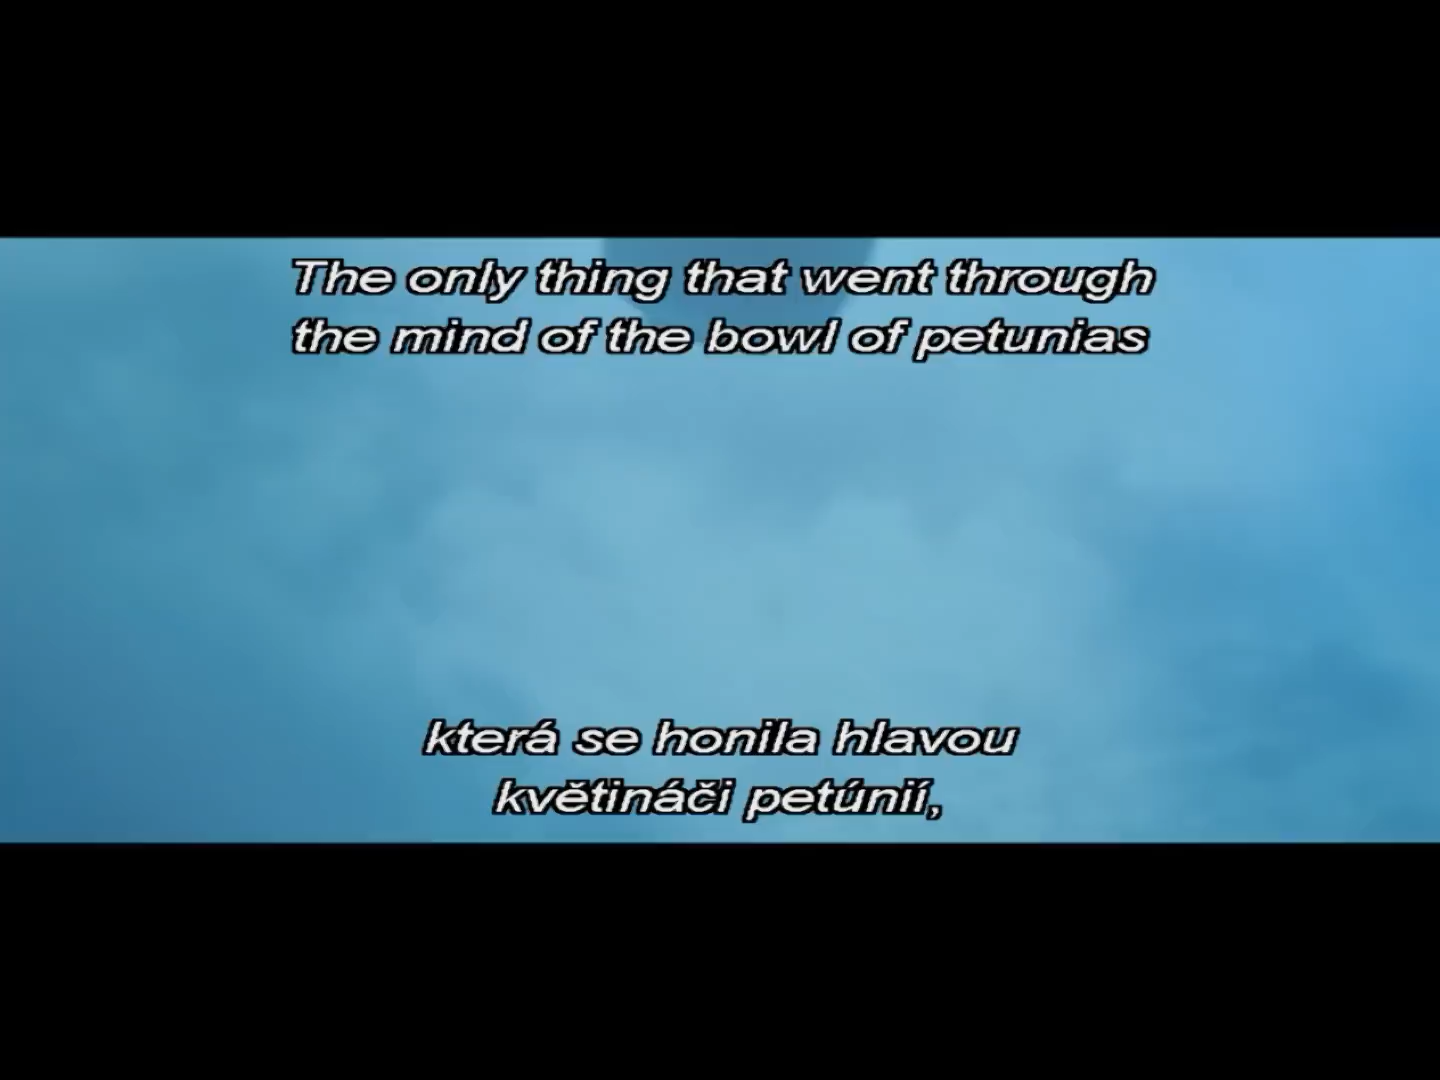 The only thing that went through
the mind of the bowl of petunias
která se honila hlavou
květináči petúnií,